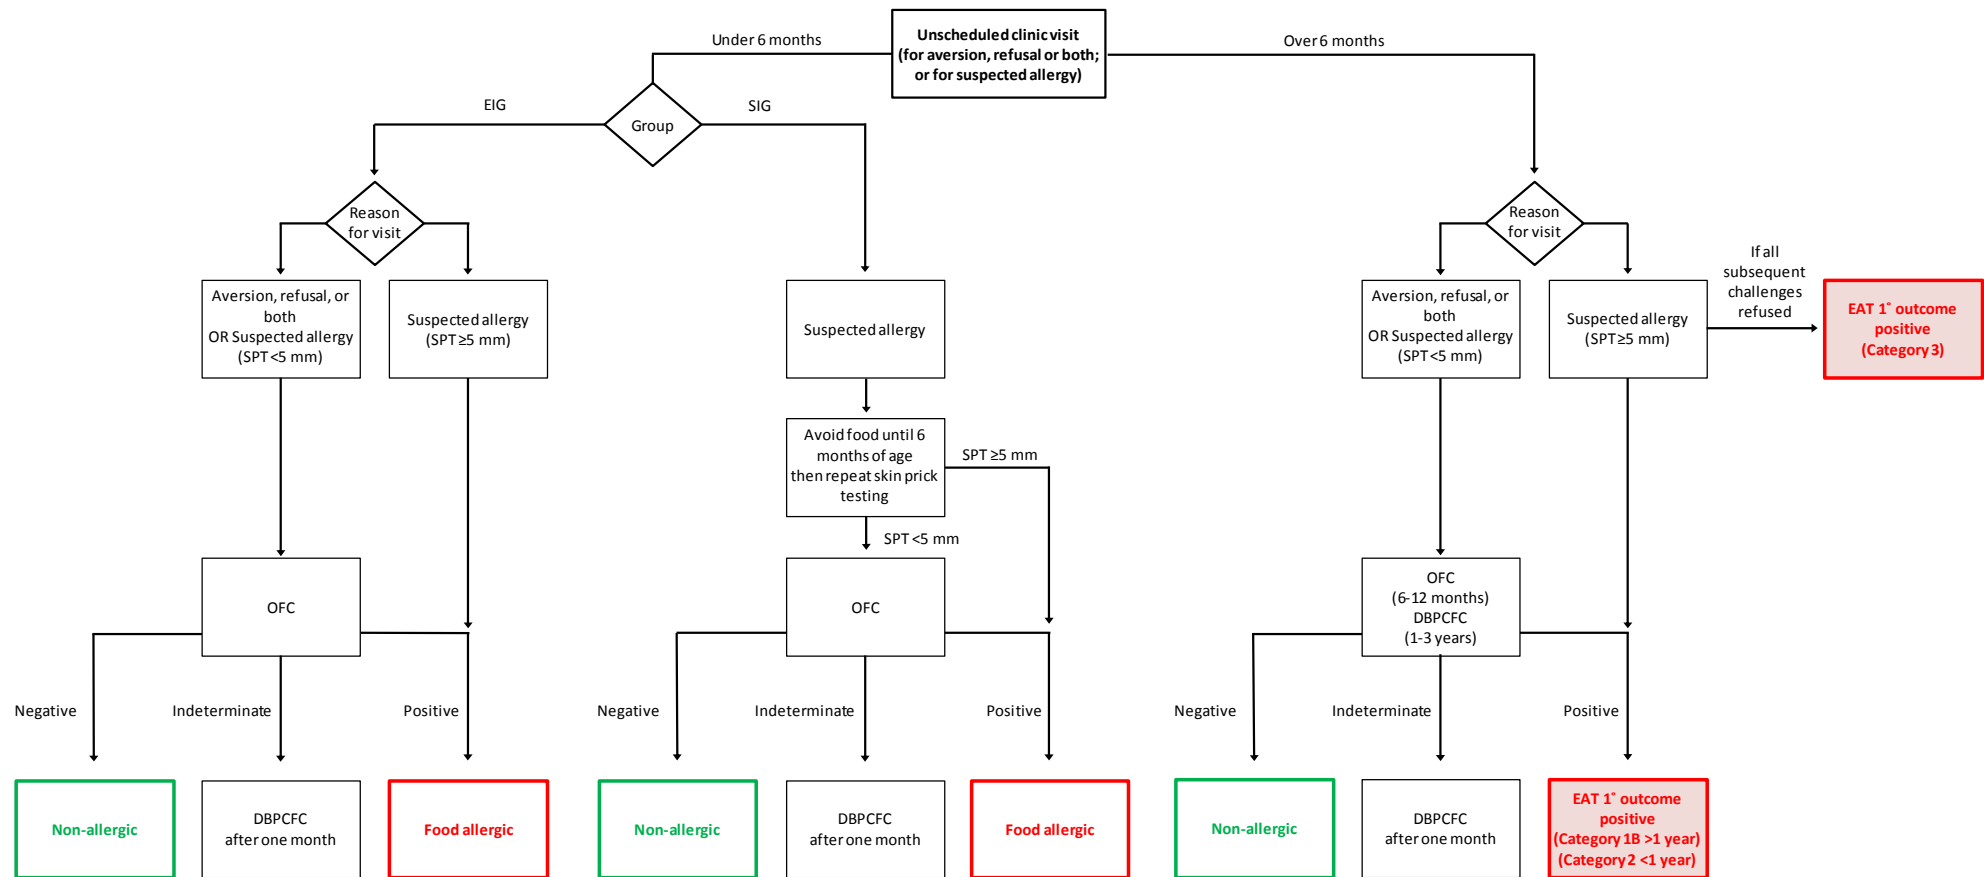 Unscheduled clinic visit
(for aversion, refusal or both;
or for suspected allergy)
Under 6 months
Over 6 months
EIG
SIG
Group
Reason
for visit
Reason
for visit
Aversion, refusal, or
both
OR Suspected allergy
(SPT <5 mm)
Suspected allergy
(SPT ≥5 mm)
Suspected allergy
Aversion, refusal, or
both
OR Suspected allergy
(SPT <5 mm)
Suspected allergy
(SPT ≥5 mm)
If all
subsequent
challenges
refused
EAT 1° outcome
positive
(Category 3)
Avoid food until 6
months of age
then repeat skin prick
testing
SPT ≥5 mm
SPT <5 mm
OFC
OFC
OFC
(6-12 months)
DBPCFC
(1-3 years)
Negative
Indeterminate
Positive
Negative
Indeterminate
Positive
Negative
Indeterminate
Positive
Non-allergic
DBPCFC
after one month
Food allergic
Non-allergic
DBPCFC
after one month
Food allergic
Non-allergic
DBPCFC
after one month
EAT 1° outcome
positive
(Category 1B >1 year)
(Category 2 <1 year)